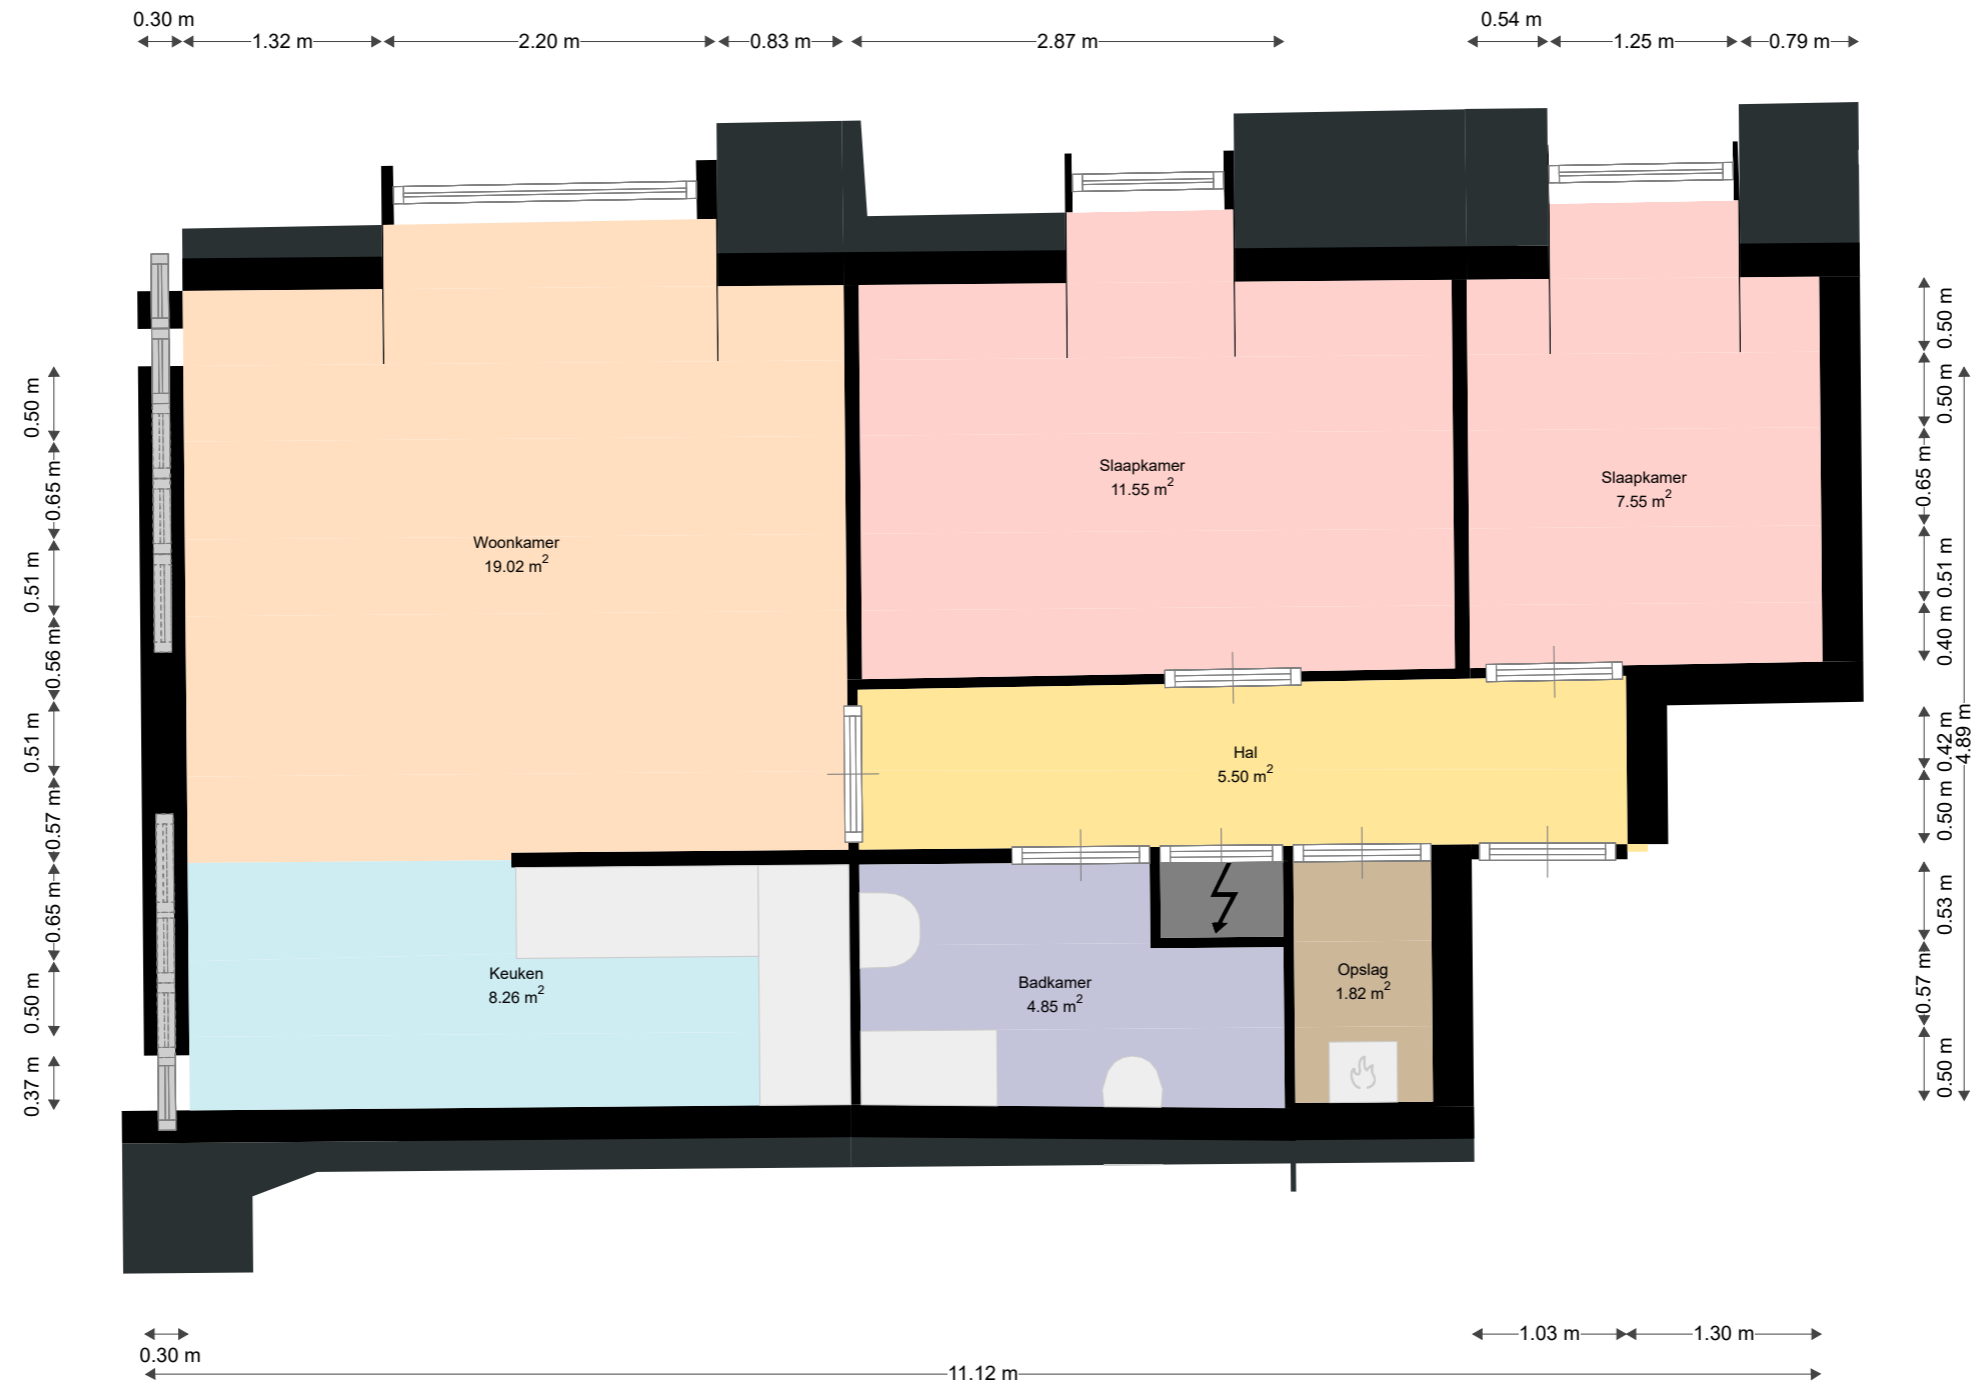 0.30 m
0.54 m
1.32 m
2.20 m
0.83 m
2.87 m
1.25 m
0.79 m
0.50 m
0.50 m
0.65 m
0.51 m
0.40 m
0.42 m
4.89 m
0.50 m
0.53 m
0.57 m
0.50 m
0.50 m
0.65 m
0.51 m
0.56 m
0.51 m
0.57 m
0.65 m
0.50 m
0.37 m
Slaapkamer
11.55 m²
Slaapkamer
7.55 m²
Woonkamer
19.02 m²
Hal
5.50 m²
Keuken
8.26 m²
Badkamer
4.85 m²
Opslag
1.82 m²
1.03 m
1.30 m
0.30 m
11.12 m